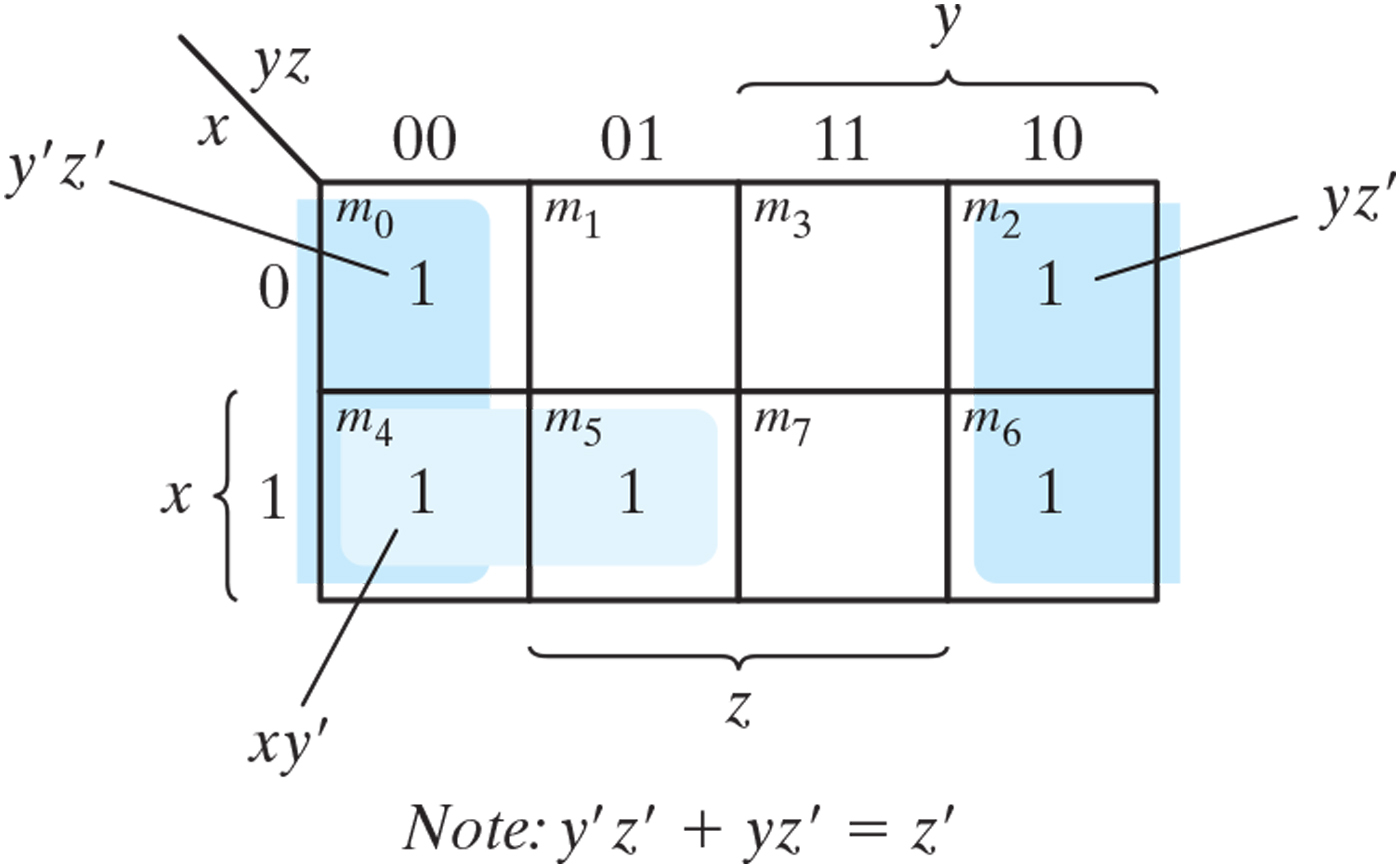 y
yz
x
00 01 11 10
y′z′
yz′
m₀ m₁ m₃ m₂
0 1 1
m₄ m₅ m₇ m₆
x 1 1 1 1
z
xy′
Note: y′z′ + yz′ = z′